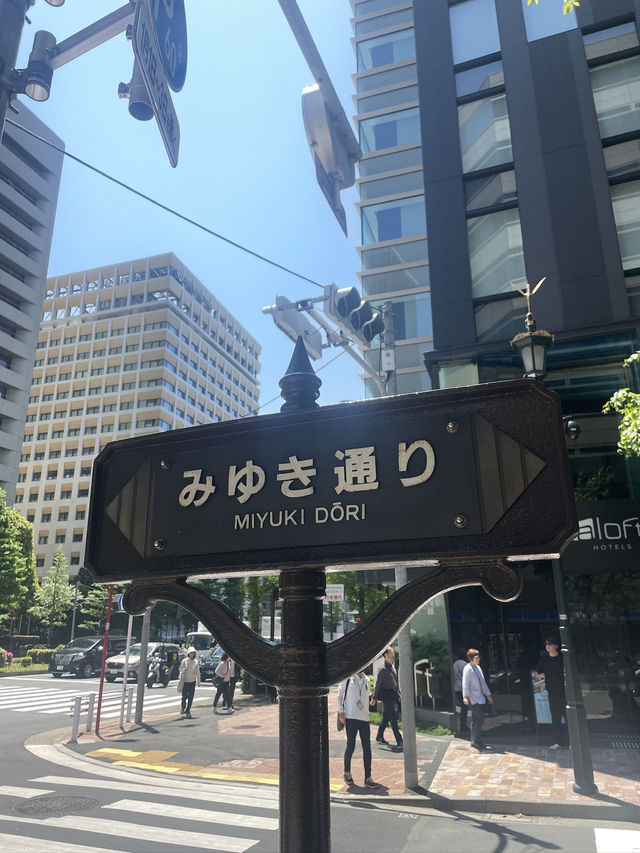 みゆき通り
MIYUKI DŌRI
aloft
HOTELS